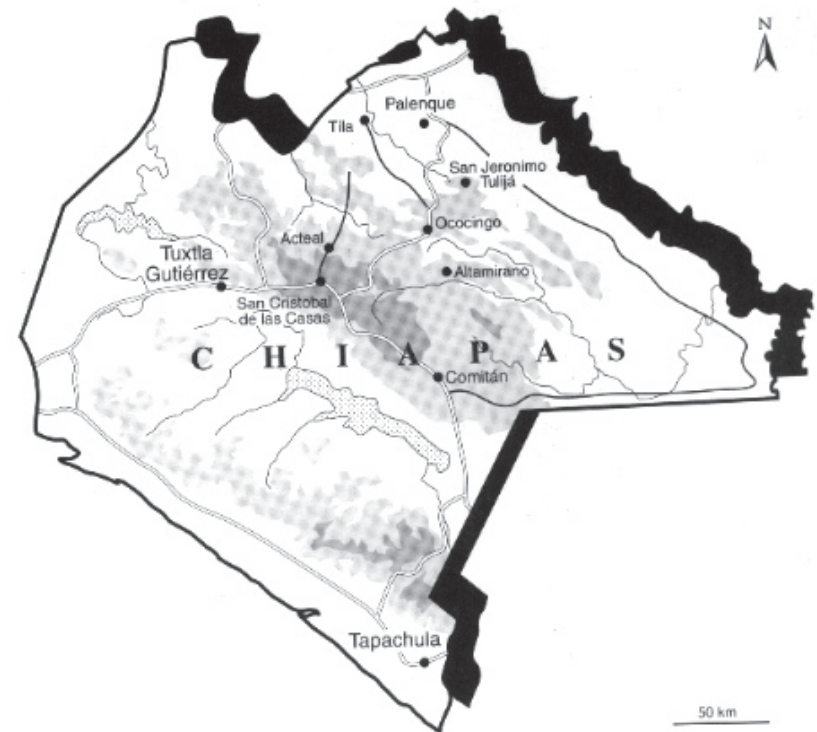 N
Palenque
Tila
San Jeronimo
Tulijá
Ococingo
Acteal
Tuxtla
Gutiérrez
Altamirano
San Cristobal
de las Casas
C H I A P A S
Comitán
Tapachula
50 km